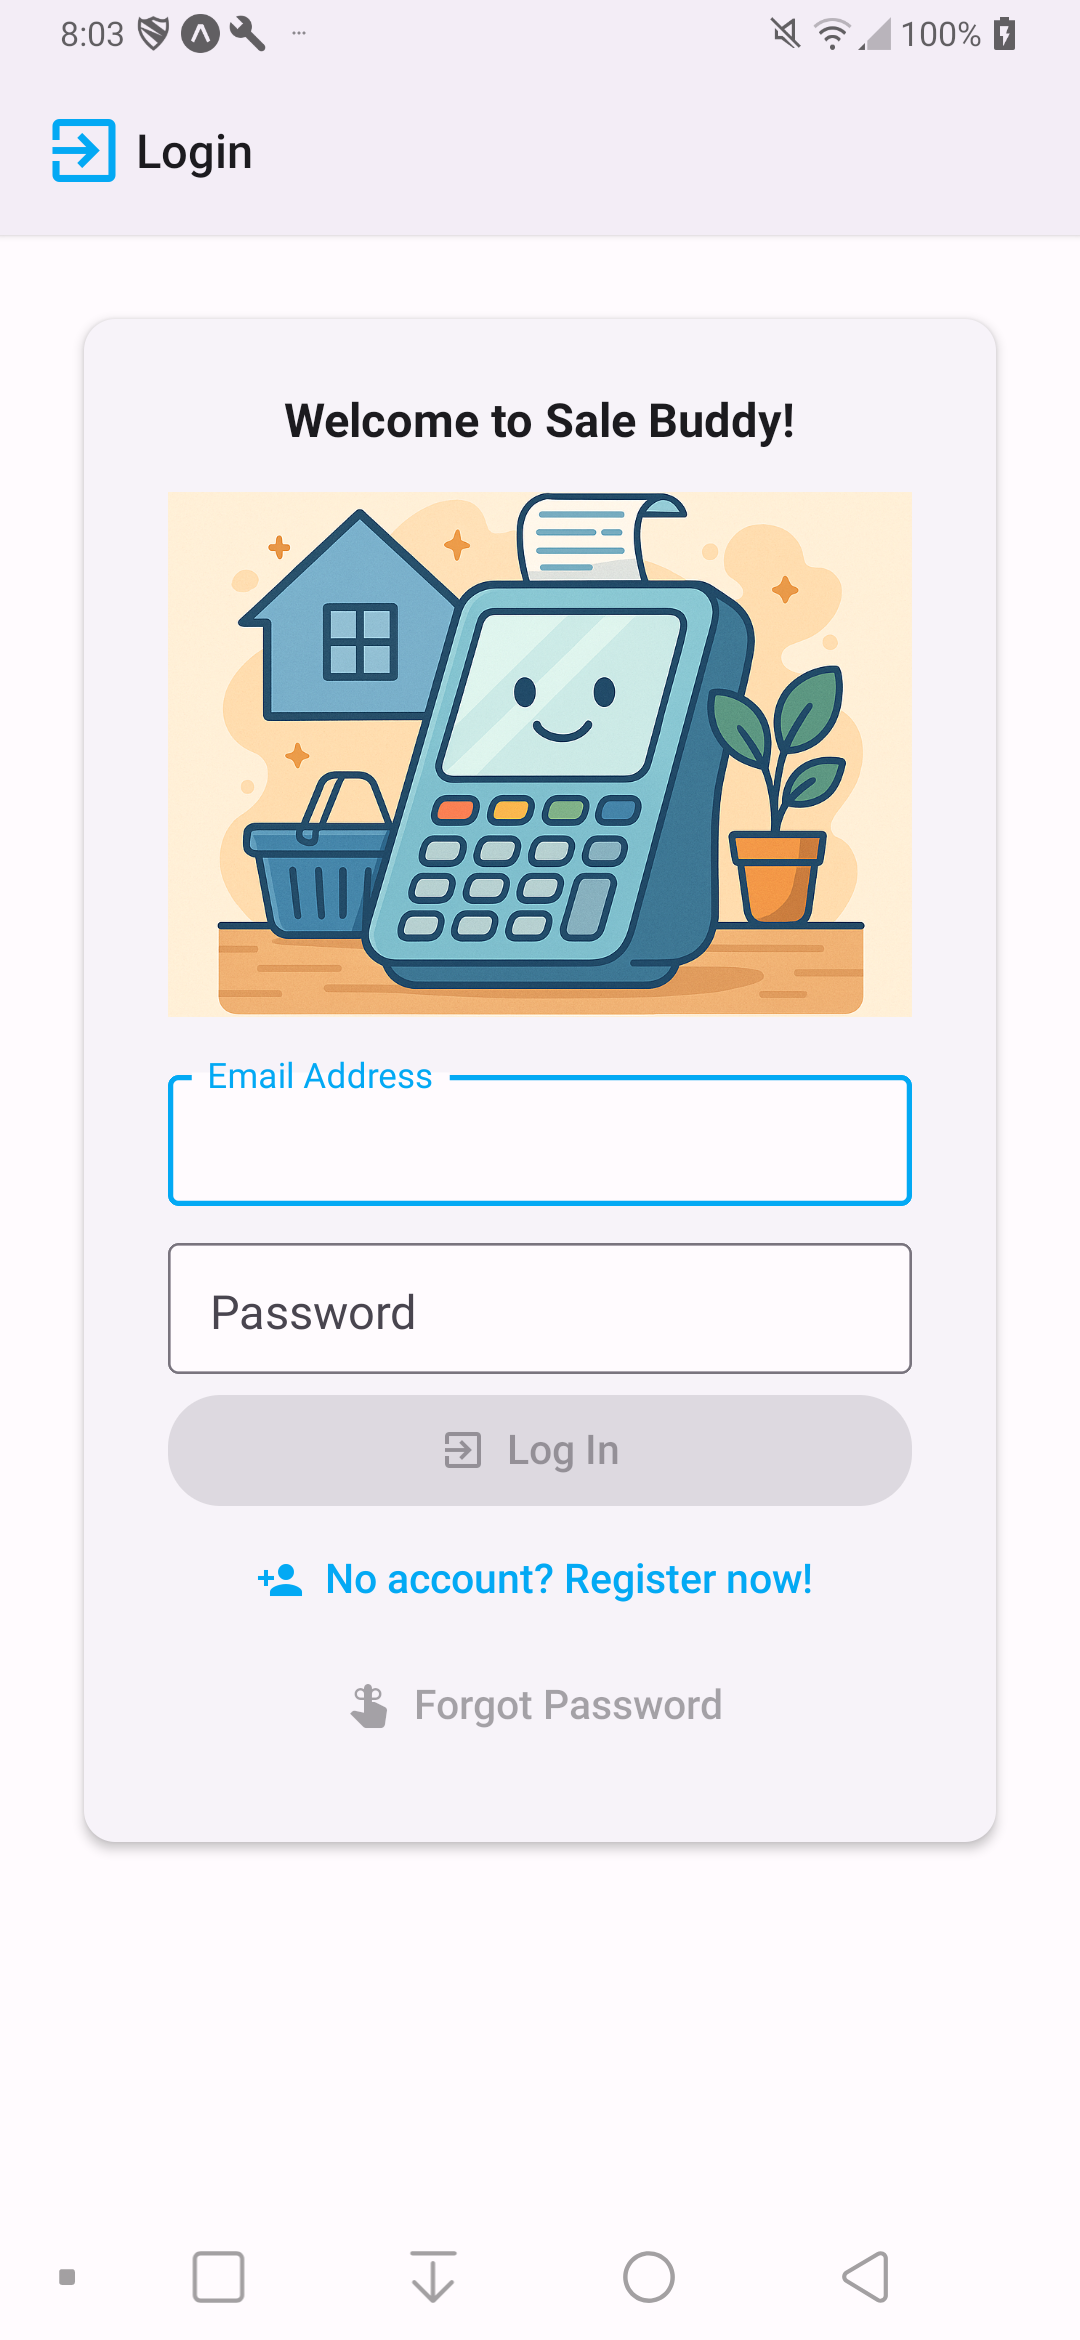 8:03
100%
Login
Welcome to Sale Buddy!
Email Address
Password
Log In
No account? Register now!
Forgot Password